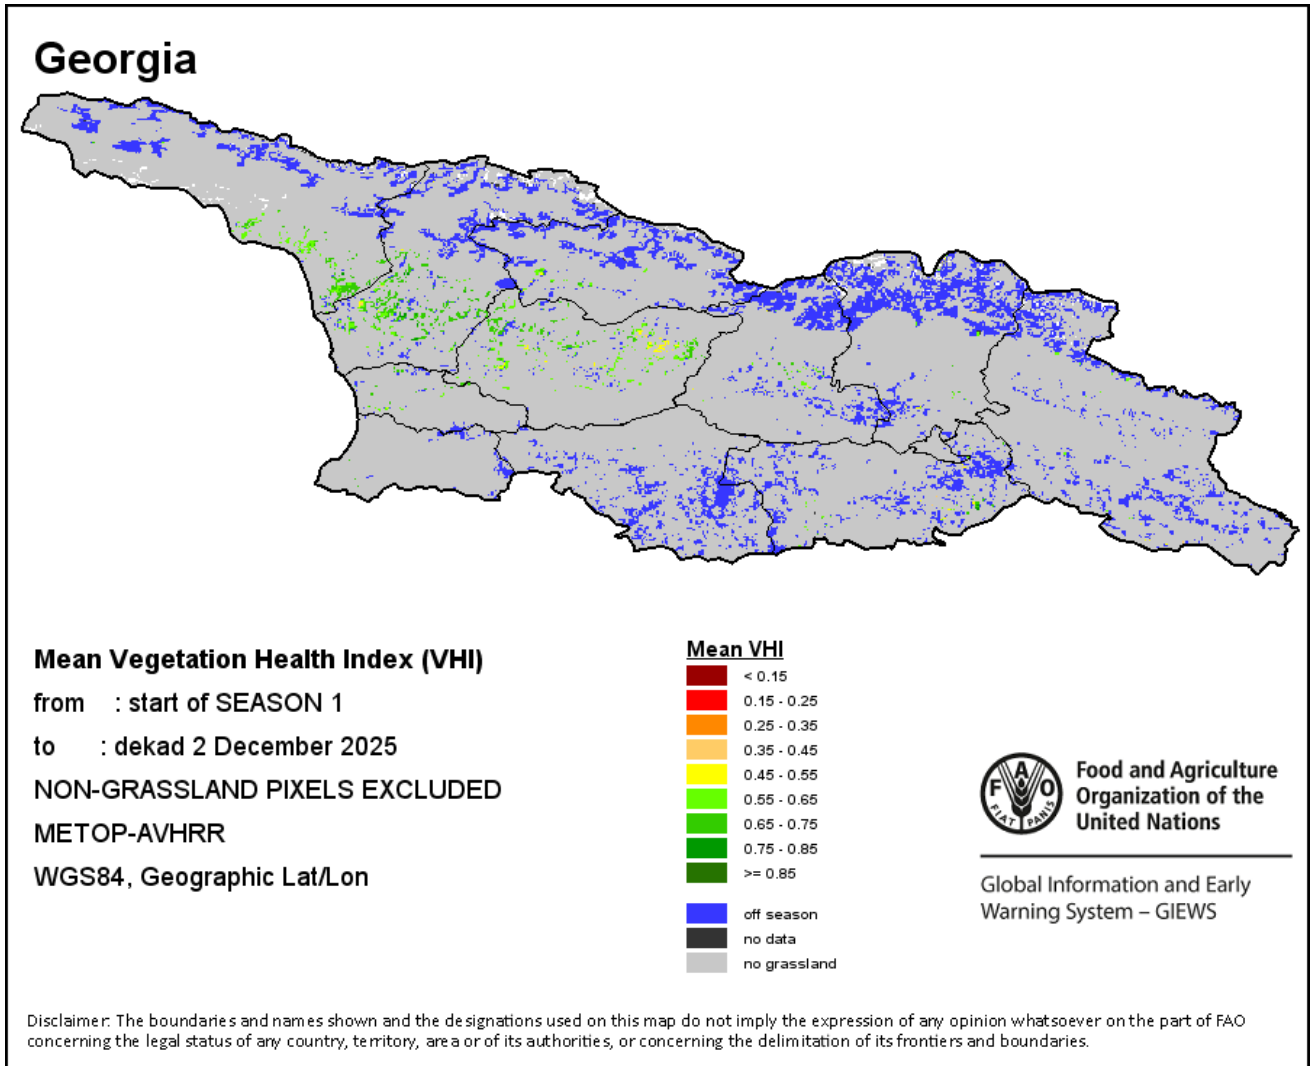 Georgia
Mean Vegetation Health Index (VHI)
from : start of SEASON 1
to : dekad 2 December 2025
NON-GRASSLAND PIXELS EXCLUDED
METOP-AVHRR
WGS84, Geographic Lat/Lon
Mean VHI
< 0.15
0.15 - 0.25
0.25 - 0.35
0.35 - 0.45
0.45 - 0.55
0.55 - 0.65
0.65 - 0.75
0.75 - 0.85
>= 0.85
off season
no data
no grassland
F A O
FIAT PANIS
Food and Agriculture
Organization of the
United Nations
Global Information and Early
Warning System – GIEWS
Disclaimer: The boundaries and names shown and the designations used on this map do not imply the expression of any opinion whatsoever on the part of FAO
concerning the legal status of any country, territory, area or of its authorities, or concerning the delimitation of its frontiers and boundaries.